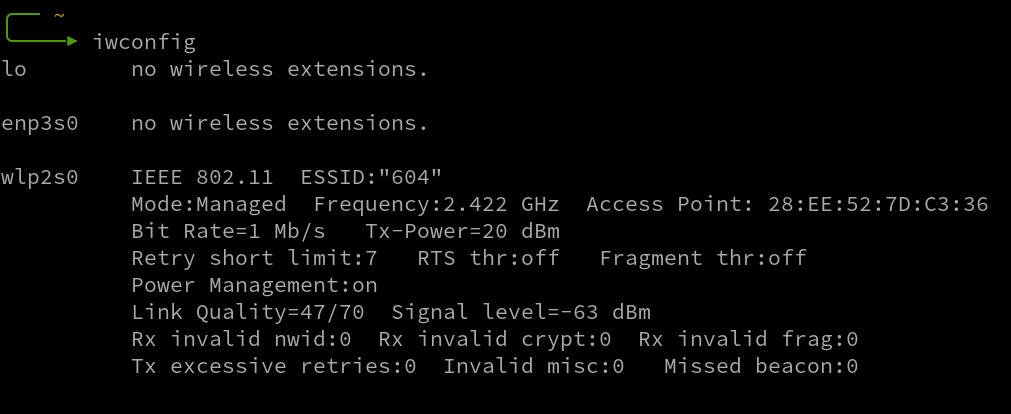 ~
iwconfig
lo        no wireless extensions.
enp3s0    no wireless extensions.
wlp2s0    IEEE 802.11  ESSID:"604"
          Mode:Managed  Frequency:2.422 GHz  Access Point: 28:EE:52:7D:C3:36
          Bit Rate=1 Mb/s   Tx-Power=20 dBm
          Retry short limit:7   RTS thr:off   Fragment thr:off
          Power Management:on
          Link Quality=47/70  Signal level=-63 dBm
          Rx invalid nwid:0  Rx invalid crypt:0  Rx invalid frag:0
          Tx excessive retries:0  Invalid misc:0   Missed beacon:0